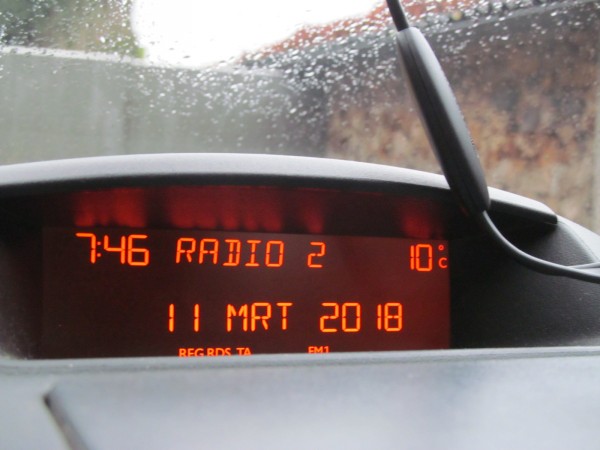 7:46 RADIO 2 10°C
11 MRT 2018
REG RDS TA FM1